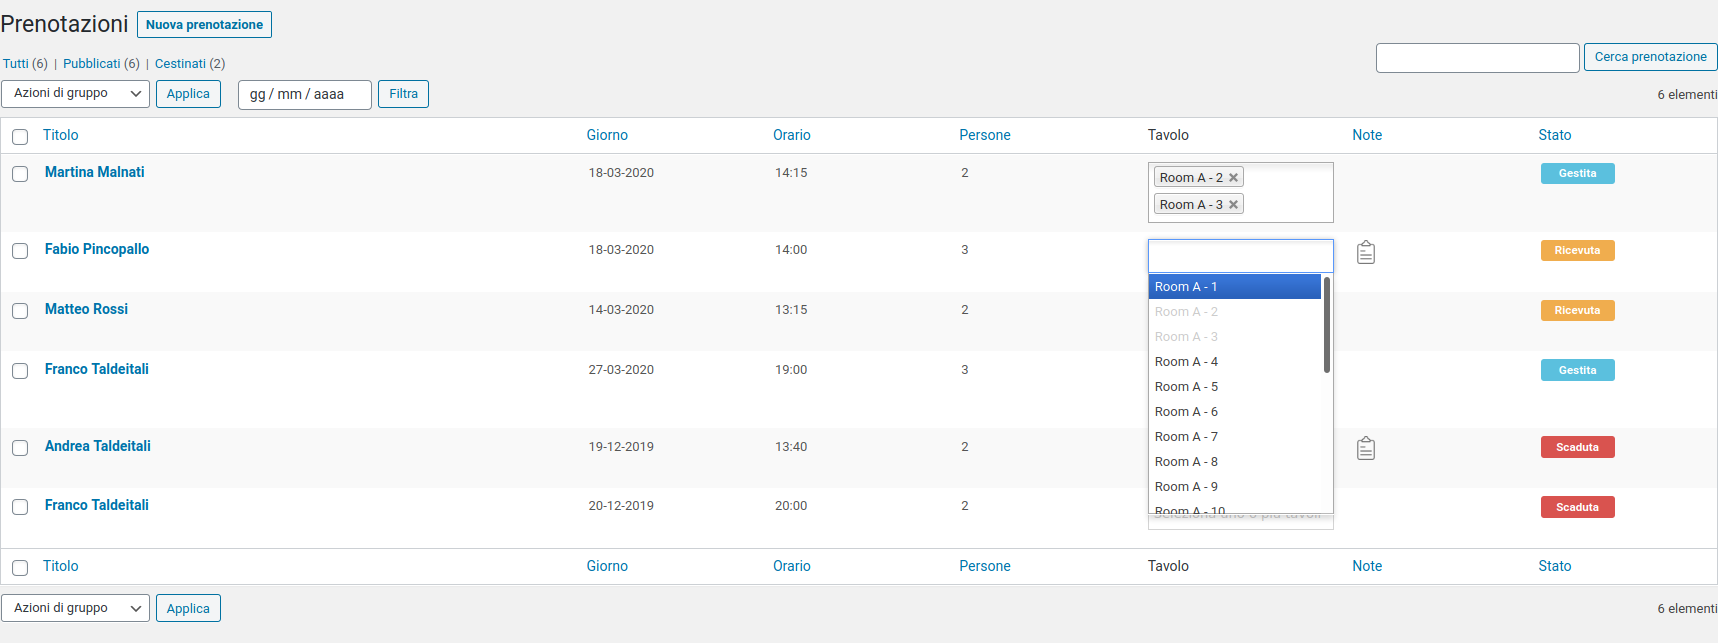 Prenotazioni Nuova prenotazione
Tutti (6) | Pubblicati (6) | Cestinati (2)
Cerca prenotazione
Azioni di gruppo Applica gg / mm / aaaa Filtra
6 elementi
Titolo Giorno Orario Persone Tavolo Note Stato
Martina Malnati 18-03-2020 14:15 2 Room A - 2 × Gestita
Room A - 3 ×
Fabio Pincopallo 18-03-2020 14:00 3 Ricevuta
Room A - 1
Matteo Rossi 14-03-2020 13:15 2 Room A - 2 Ricevuta
Room A - 3
Room A - 4
Franco Taldeitali 27-03-2020 19:00 3 Gestita
Room A - 5
Room A - 6
Room A - 7
Andrea Taldeitali 19-12-2019 13:40 2 Scaduta
Room A - 8
Room A - 9
Franco Taldeitali 20-12-2019 20:00 2 Room A - 10 Scaduta
Titolo Giorno Orario Persone Tavolo Note Stato
Azioni di gruppo Applica 6 elementi